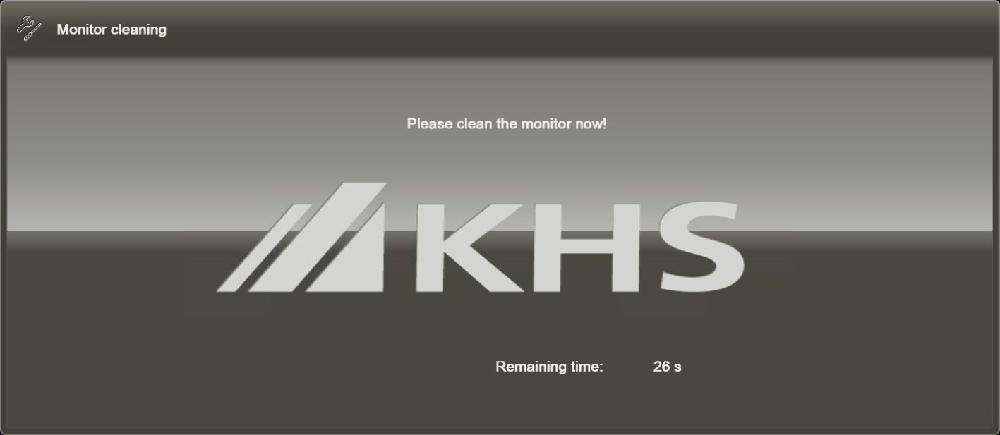 Monitor cleaning
Please clean the monitor now!
KHS
Remaining time: 26 s